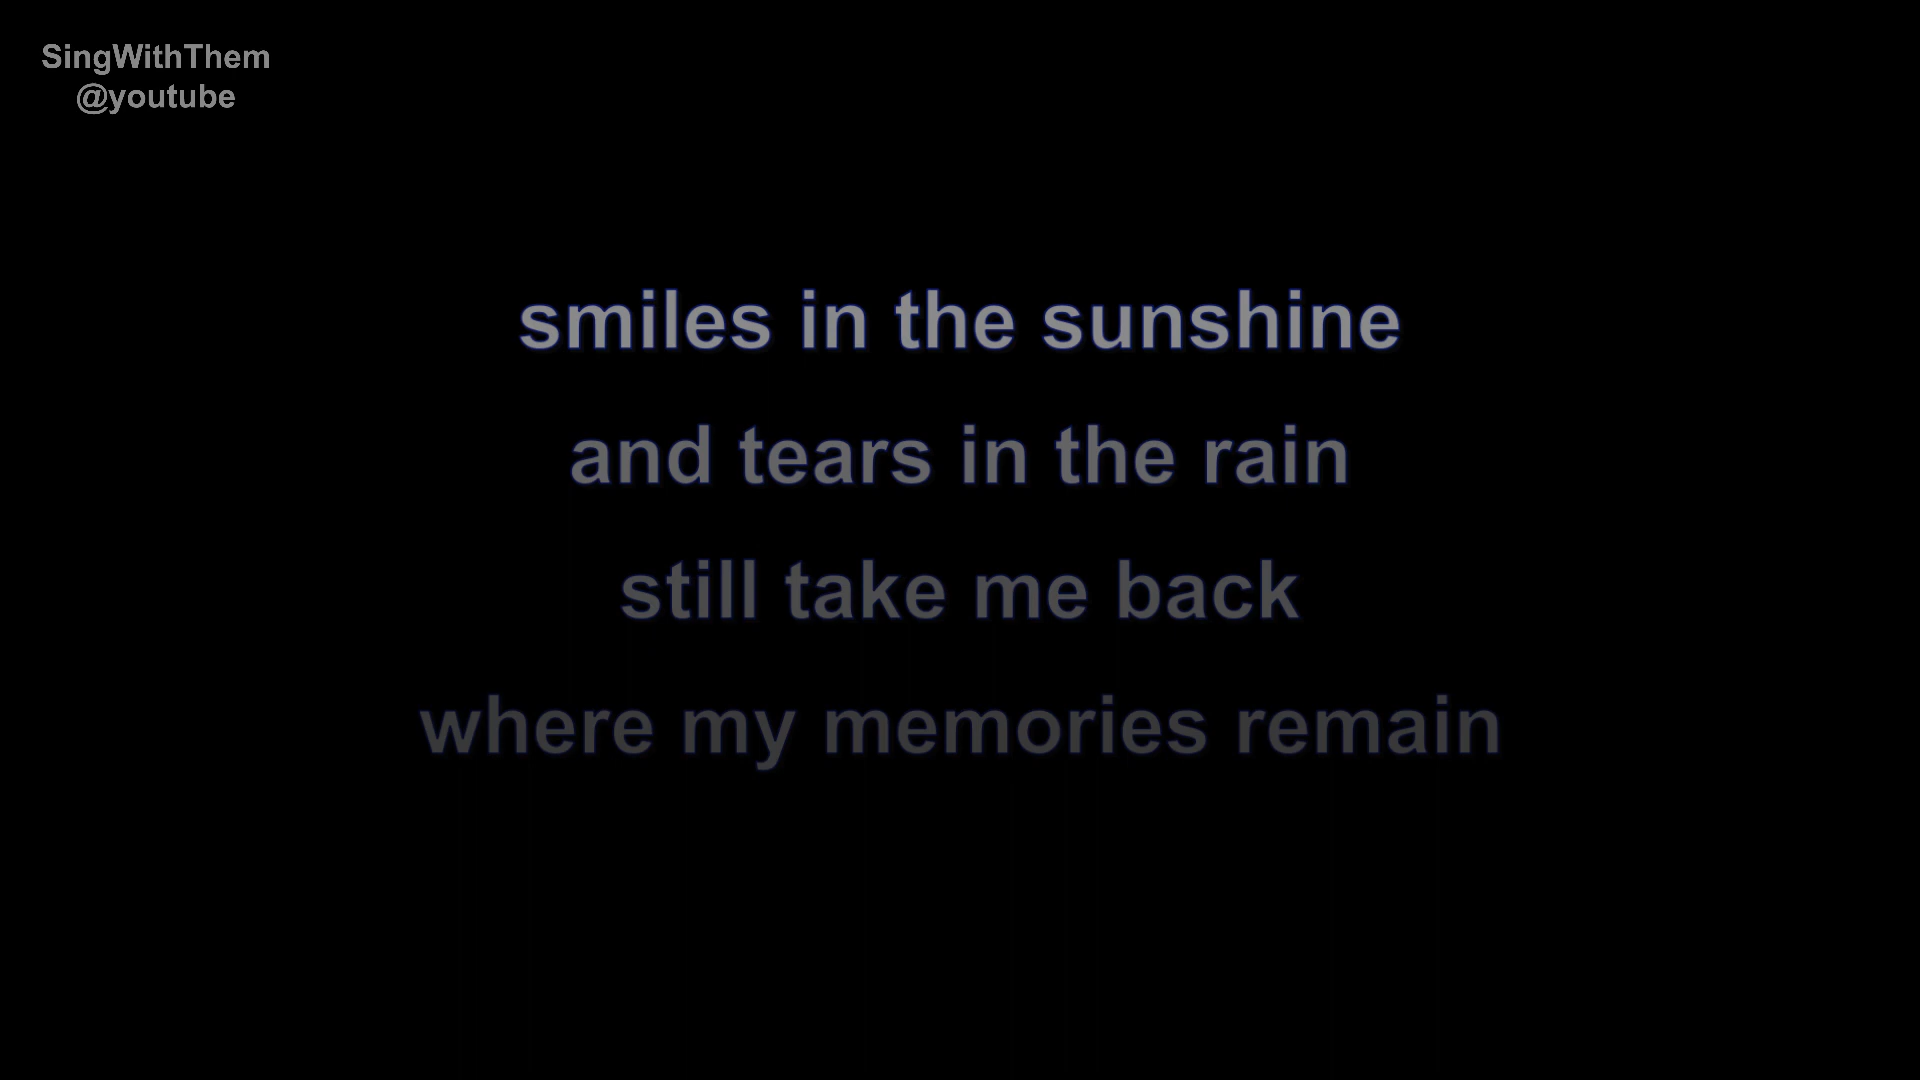 SingWithThem
@youtube
smiles in the sunshine
and tears in the rain
still take me back
where my memories remain